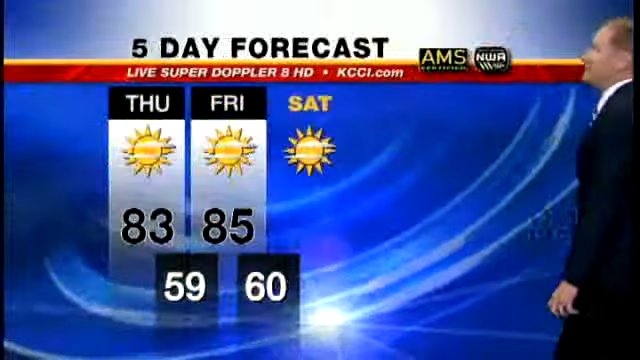 5 DAY FORECAST
LIVE SUPER DOPPLER 8 HD • KCCI.com
AMS
CERTIFIED
NWA
THU FRI SAT
83 85
59 60